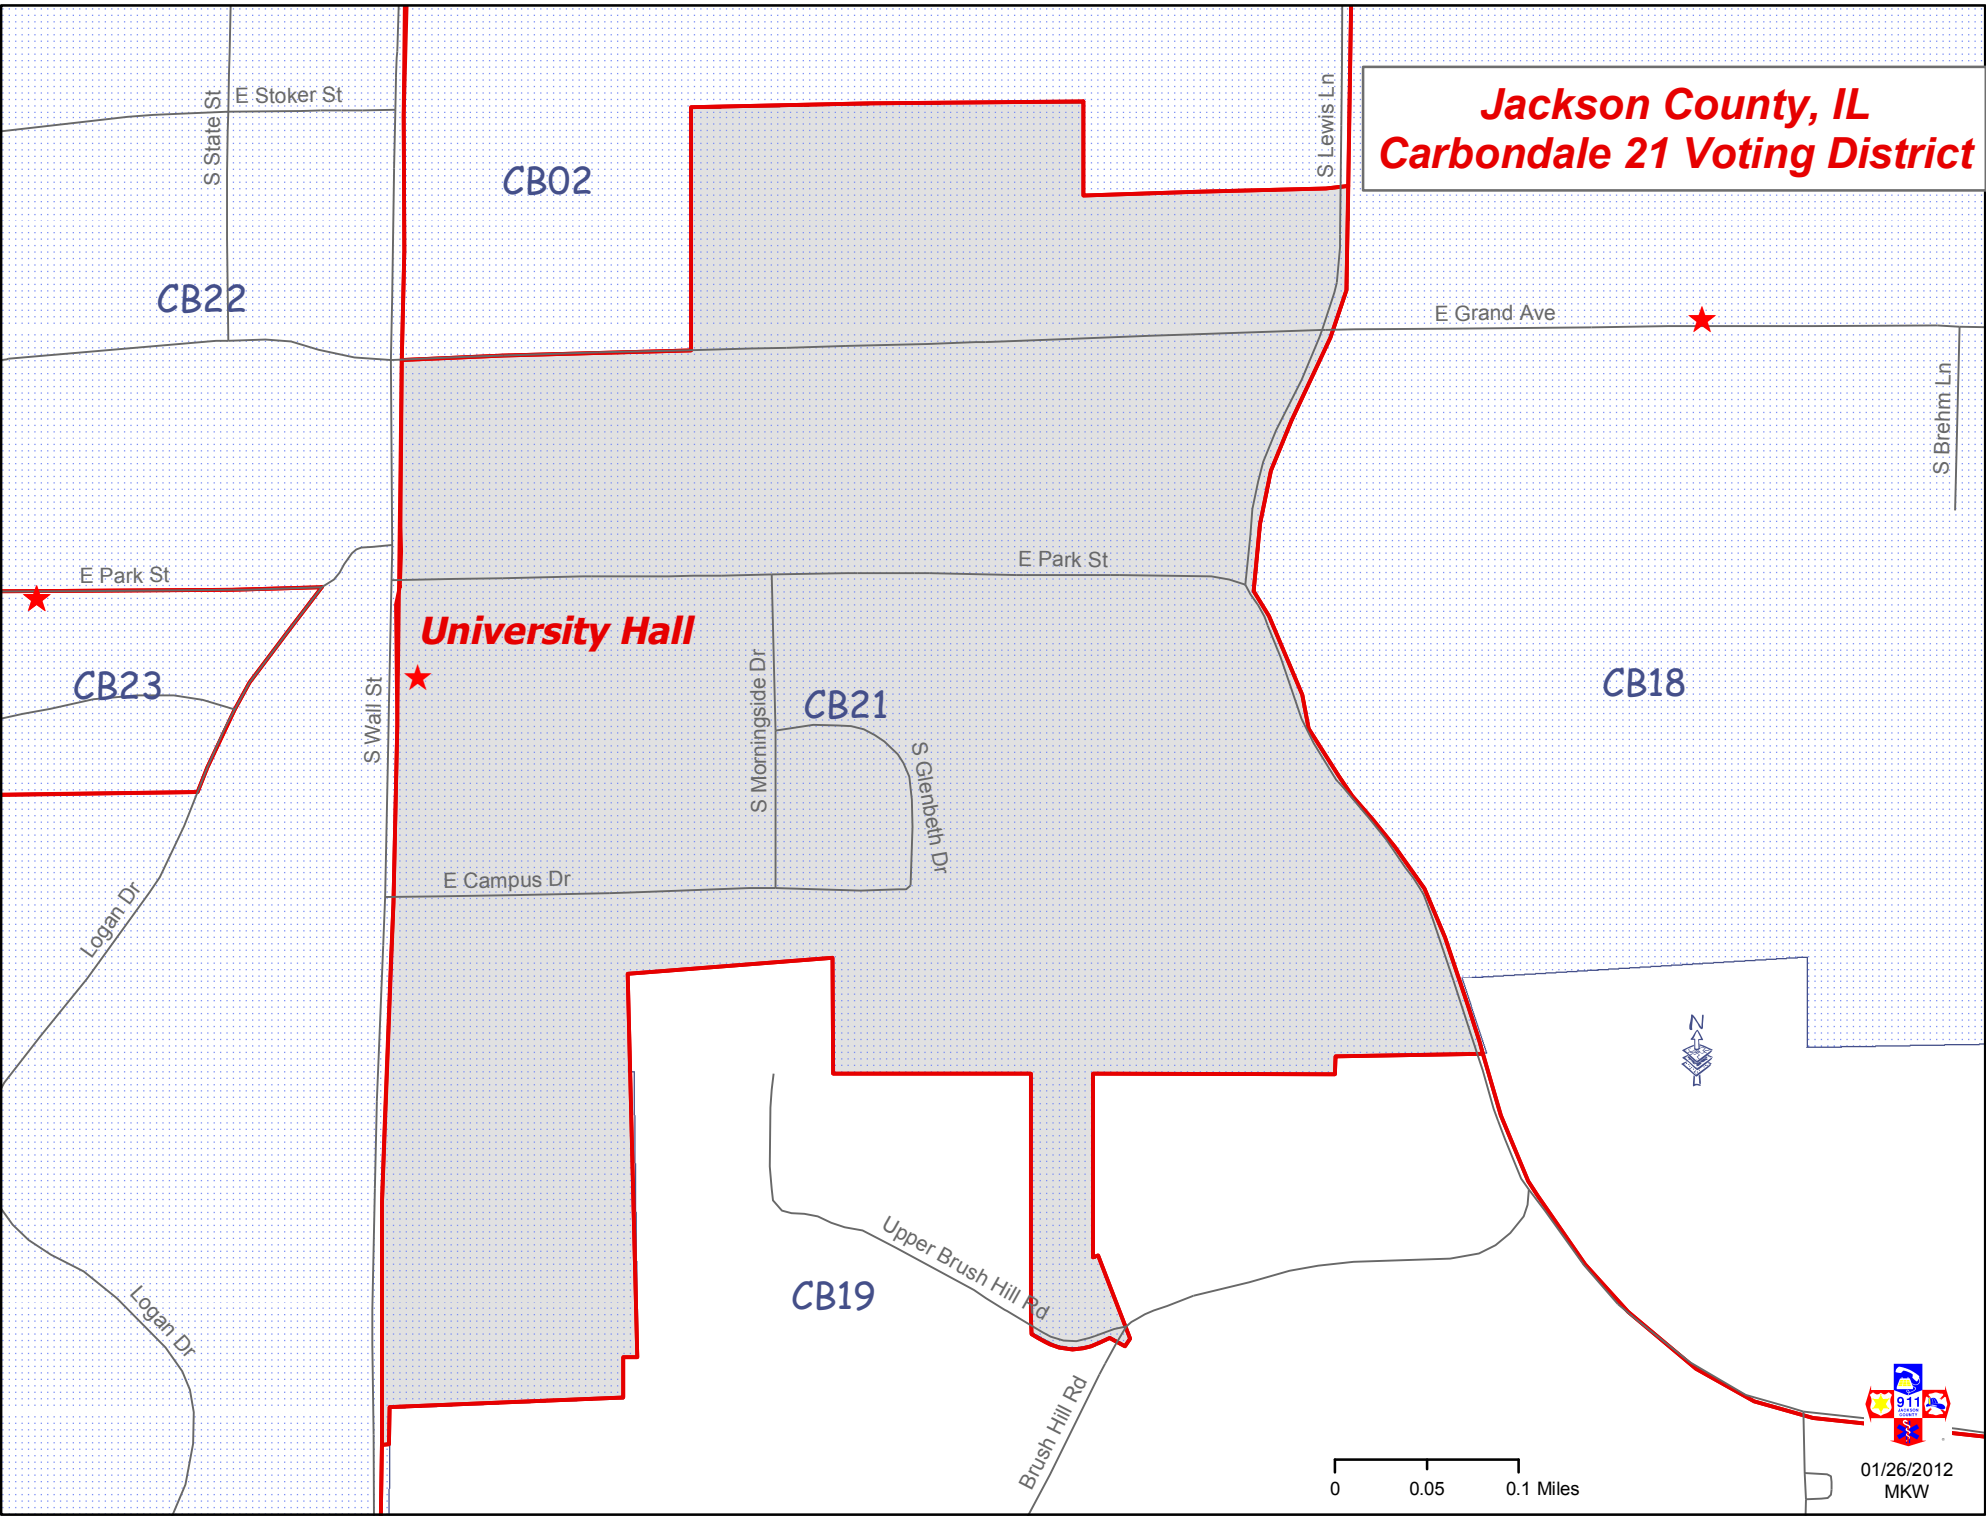 Jackson County, IL
Carbondale 21 Voting District
E Stoker St
S State St
S Lewis Ln
CB02
CB22
E Grand Ave
S Brehm Ln
E Park St
E Park St
University Hall
CB23
S Wall St
S Morningside Dr
CB21
S Glenbeth Dr
CB18
E Campus Dr
Logan Dr
N
Upper Brush Hill Rd
CB19
Logan Dr
Brush Hill Rd
0 0.05 0.1 Miles
911
JACKSON
COUNTY
01/26/2012
MKW